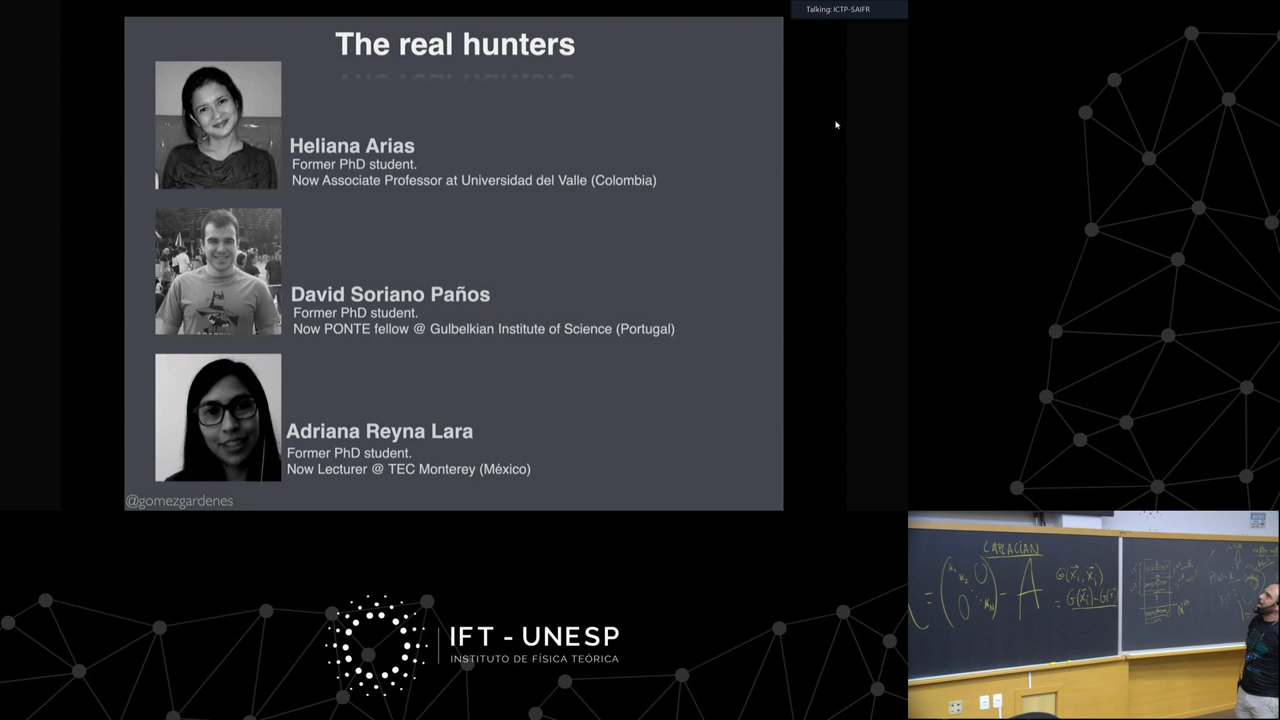 Talking: ICTP-SAIFR
The real hunters
Heliana Arias
Former PhD student.
Now Associate Professor at Universidad del Valle (Colombia)
David Soriano Paños
Former PhD student.
Now PONTE fellow @ Gulbelkian Institute of Science (Portugal)
Adriana Reyna Lara
Former PhD student.
Now Lecturer @ TEC Monterey (México)
@gomezgardenes
IFT - UNESP
INSTITUTO DE FÍSICA TEÓRICA
LAPLACIAN